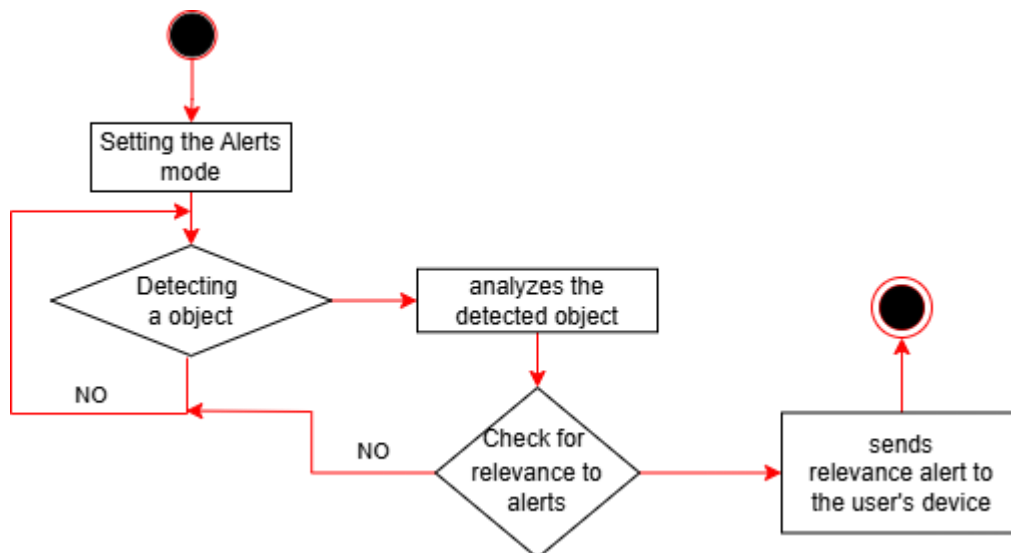 Setting the Alerts
mode
Detecting
a object
analyzes the
detected object
NO
NO
Check for
relevance to
alerts
sends
relevance alert to
the user's device